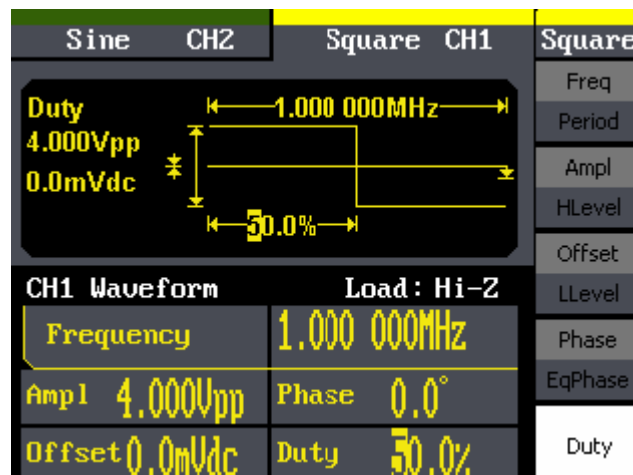 Sine CH2 Square CH1 Square
Duty
1.000 000MHz
4.000Vpp
0.0mVdc
50.0%
CH1 Waveform Load: Hi-Z
Frequency 1.000 000MHz
Ampl 4.000Vpp Phase 0.0°
Offset 0.0mVdc Duty 50.0%
Freq
Period
Ampl
HLevel
Offset
LLevel
Phase
EqPhase
Duty